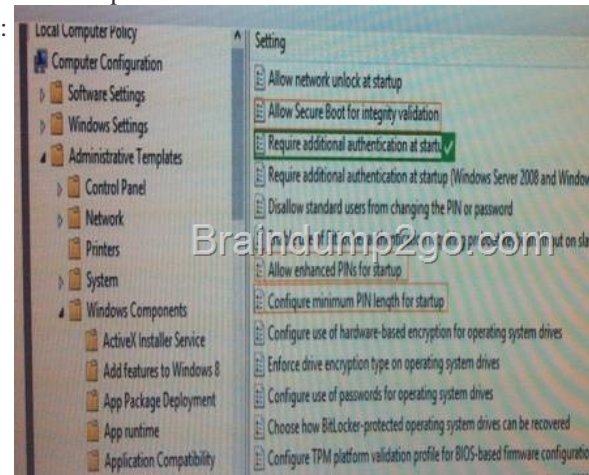 :
Local Computer Policy
Computer Configuration
Software Settings
Windows Settings
Administrative Templates
Control Panel
Network
Printers
System
Windows Components
ActiveX Installer Service
Add features to Windows 8
App Package Deployment
App runtime
Application Compatibility
Setting
Allow network unlock at startup
Allow Secure Boot for integrity validation
Require additional authentication at startu
Require additional authentication at startup (Windows Server 2008 and Window
Disallow standard users from changing the PIN or password
on sla
Braindump2go.com
Allow enhanced PINs for startup
Configure minimum PIN length for startup
Configure use of hardware-based encryption for operating system drives
Enforce drive encryption type on operating system drives
Configure use of passwords for operating system drives
Choose how BitLocker-protected operating system drives can be recovered
Configure TPM platform validation profile for BIOS-based firmware configuratio